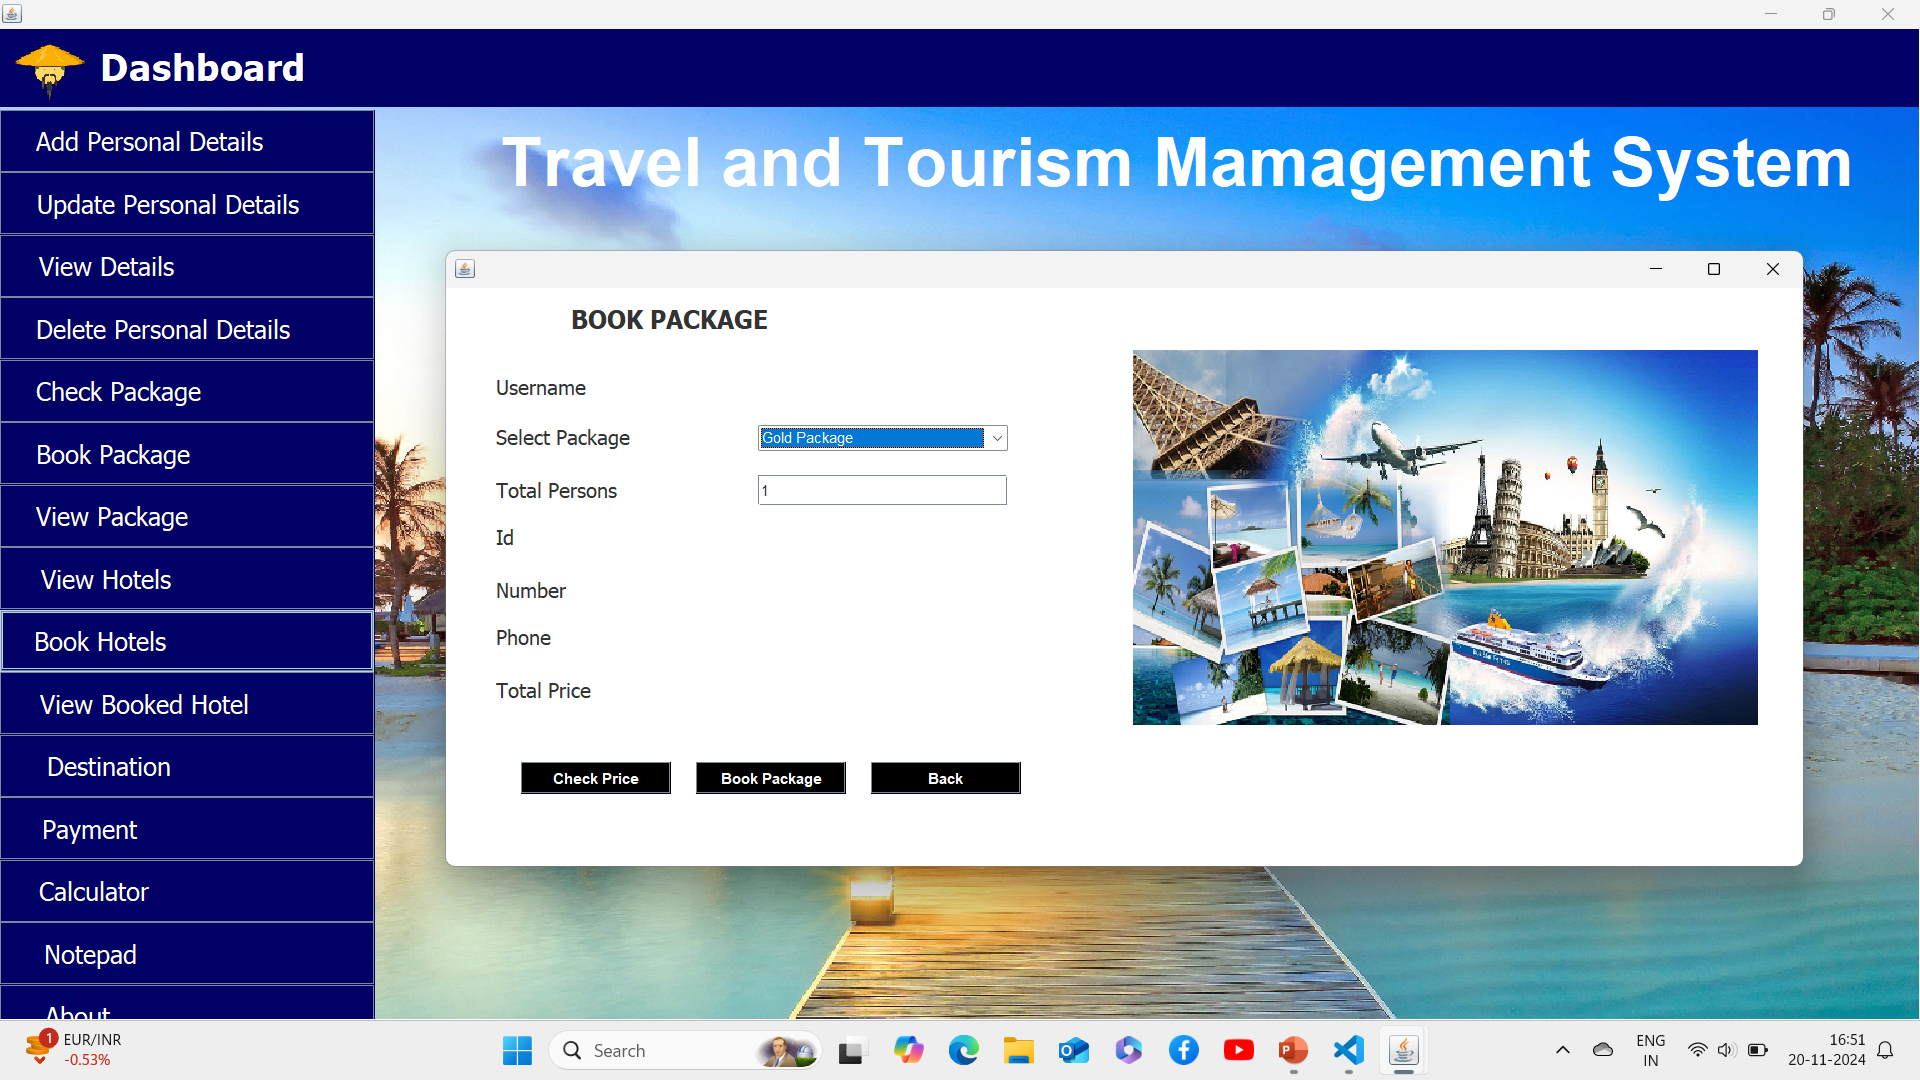 Dashboard
Add Personal Details
Update Personal Details
View Details
Delete Personal Details
Check Package
Book Package
View Package
View Hotels
Book Hotels
View Booked Hotel
Destination
Payment
Calculator
Notepad
About
Travel and Tourism Mamagement System
BOOK PACKAGE
Username
Select Package
Gold Package
Total Persons
1
Id
Number
Phone
Total Price
Check Price
Book Package
Back
1
EUR/INR
-0.53%
Search
ENG
IN
16:51
20-11-2024